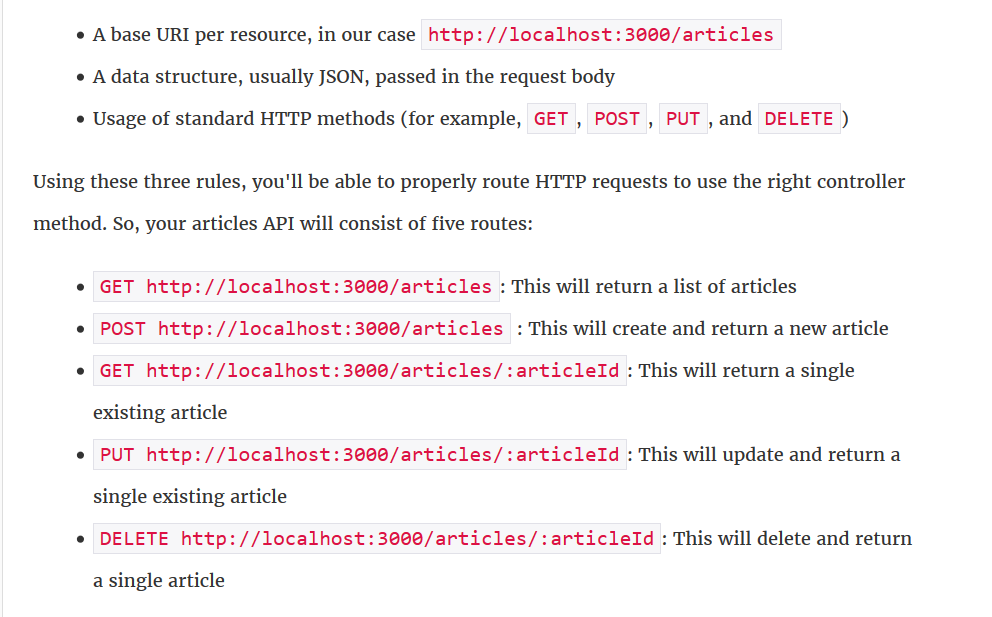 • A base URI per resource, in our case http://localhost:3000/articles
• A data structure, usually JSON, passed in the request body
• Usage of standard HTTP methods (for example, GET, POST, PUT, and DELETE)
Using these three rules, you'll be able to properly route HTTP requests to use the right controller
method. So, your articles API will consist of five routes:
• GET http://localhost:3000/articles: This will return a list of articles
• POST http://localhost:3000/articles : This will create and return a new article
• GET http://localhost:3000/articles/:articleId: This will return a single
existing article
• PUT http://localhost:3000/articles/:articleId: This will update and return a
single existing article
• DELETE http://localhost:3000/articles/:articleId: This will delete and return
a single article